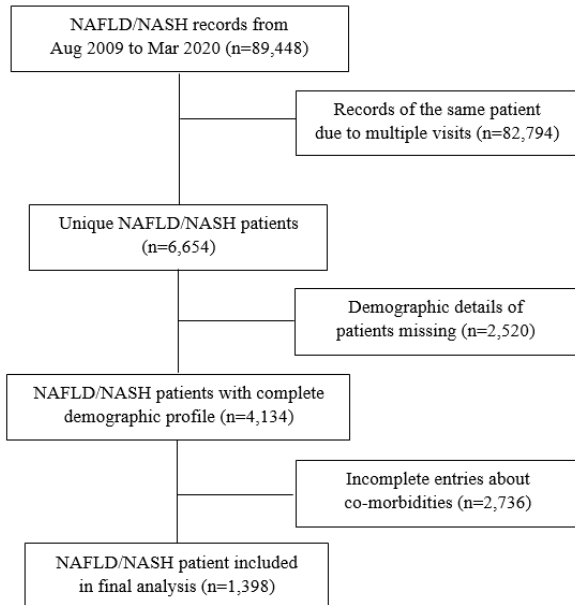 NAFLD/NASH records from
Aug 2009 to Mar 2020 (n=89,448)
Records of the same patient
due to multiple visits (n=82,794)
Unique NAFLD/NASH patients
(n=6,654)
Demographic details of
patients missing (n=2,520)
NAFLD/NASH patients with complete
demographic profile (n=4,134)
Incomplete entries about
co-morbidities (n=2,736)
NAFLD/NASH patient included
in final analysis (n=1,398)